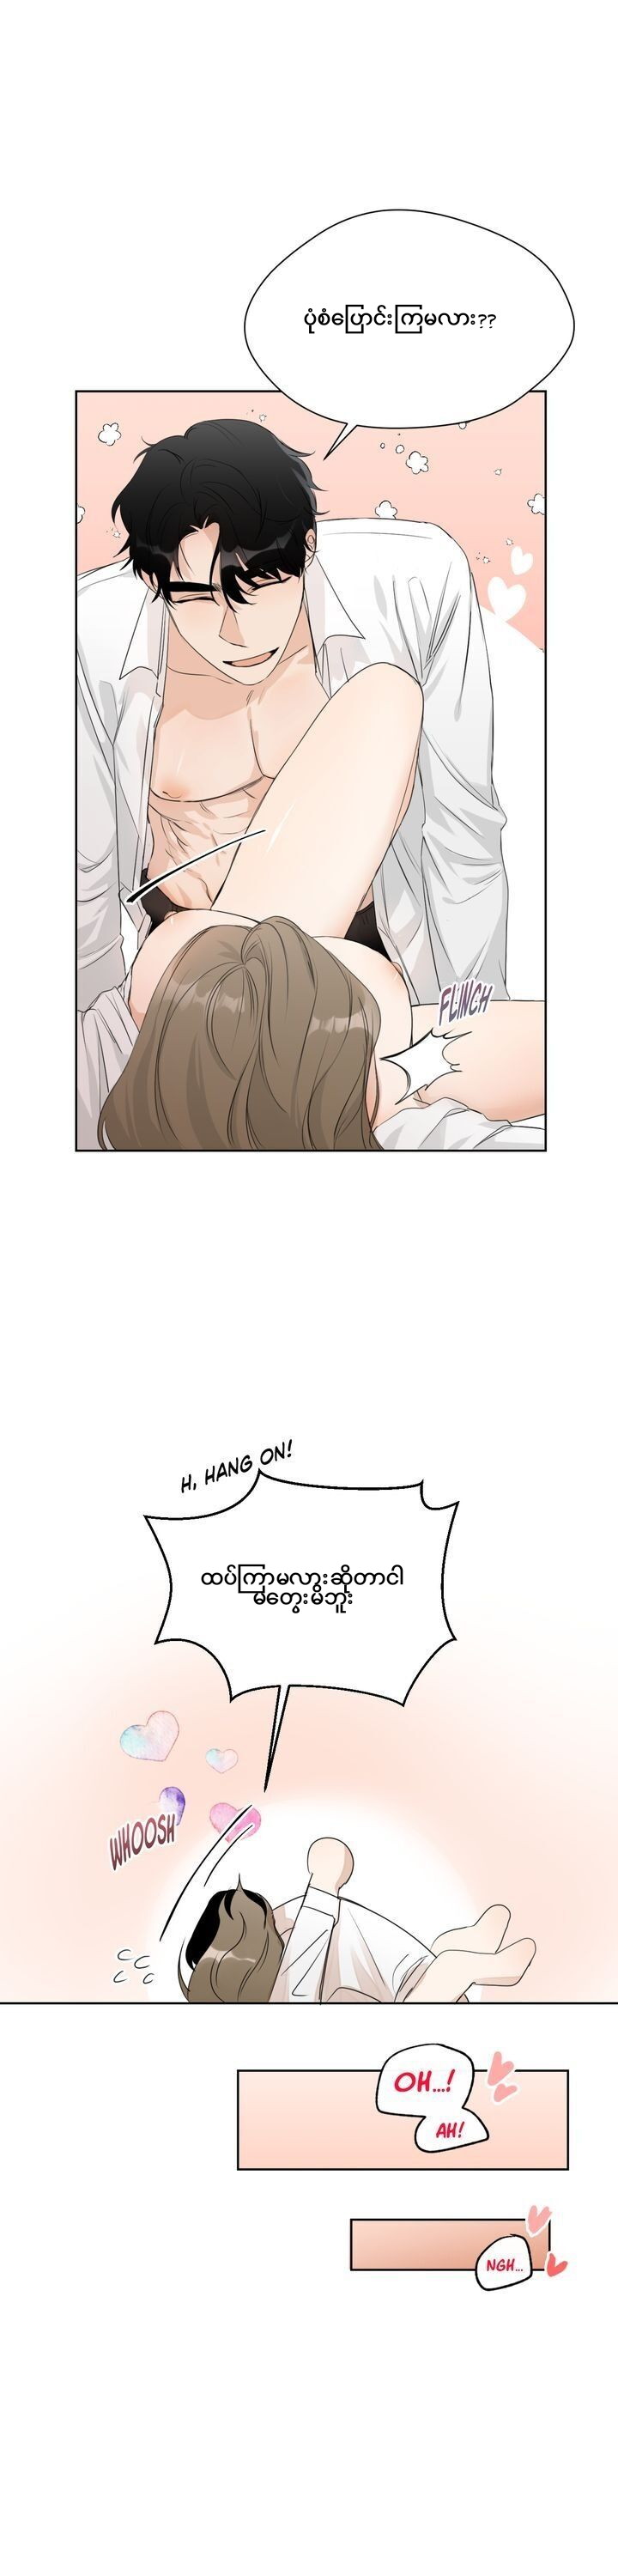 ပုံစံပြောင်းကြမလား??
FLINCH
H, HANG ON!
ထပ်ကြာမလားဆိုတာငါ
မတွေးမိဘူး
WHOOSH
OH...!
AH!
NGH...